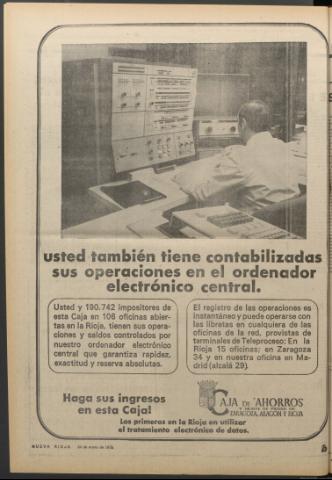 usted también tiene contabilizadas
sus operaciones en el ordenador
electrónico central.
Usted y 190.742 impositores de
esta Caja en 106 oficinas abier-
tas en la Rioja, tienen sus opera-
ciones y saldos controlados por
nuestro ordenador electrónico
central que garantiza rapidez,
exactitud y reserva absolutas.
El registro de las operaciones es
instantáneo y puede operarse con
las libretas en cualquiera de las
oficinas de la red, provistas de
terminales de Teleproceso: En la
Rioja 15 oficinas; en Zaragoza
34 y en nuestra oficina en Ma-
drid (alcalá 29).
Haga sus ingresos
en esta Caja!
CAJA DE AHORROS
Y MONTE DE PIEDAD DE
ZARAGOZA, ARAGON Y RIOJA
Los primeros en la Rioja en utilizar
el tratamiento electrónico de datos.
NUEVA RIOJA